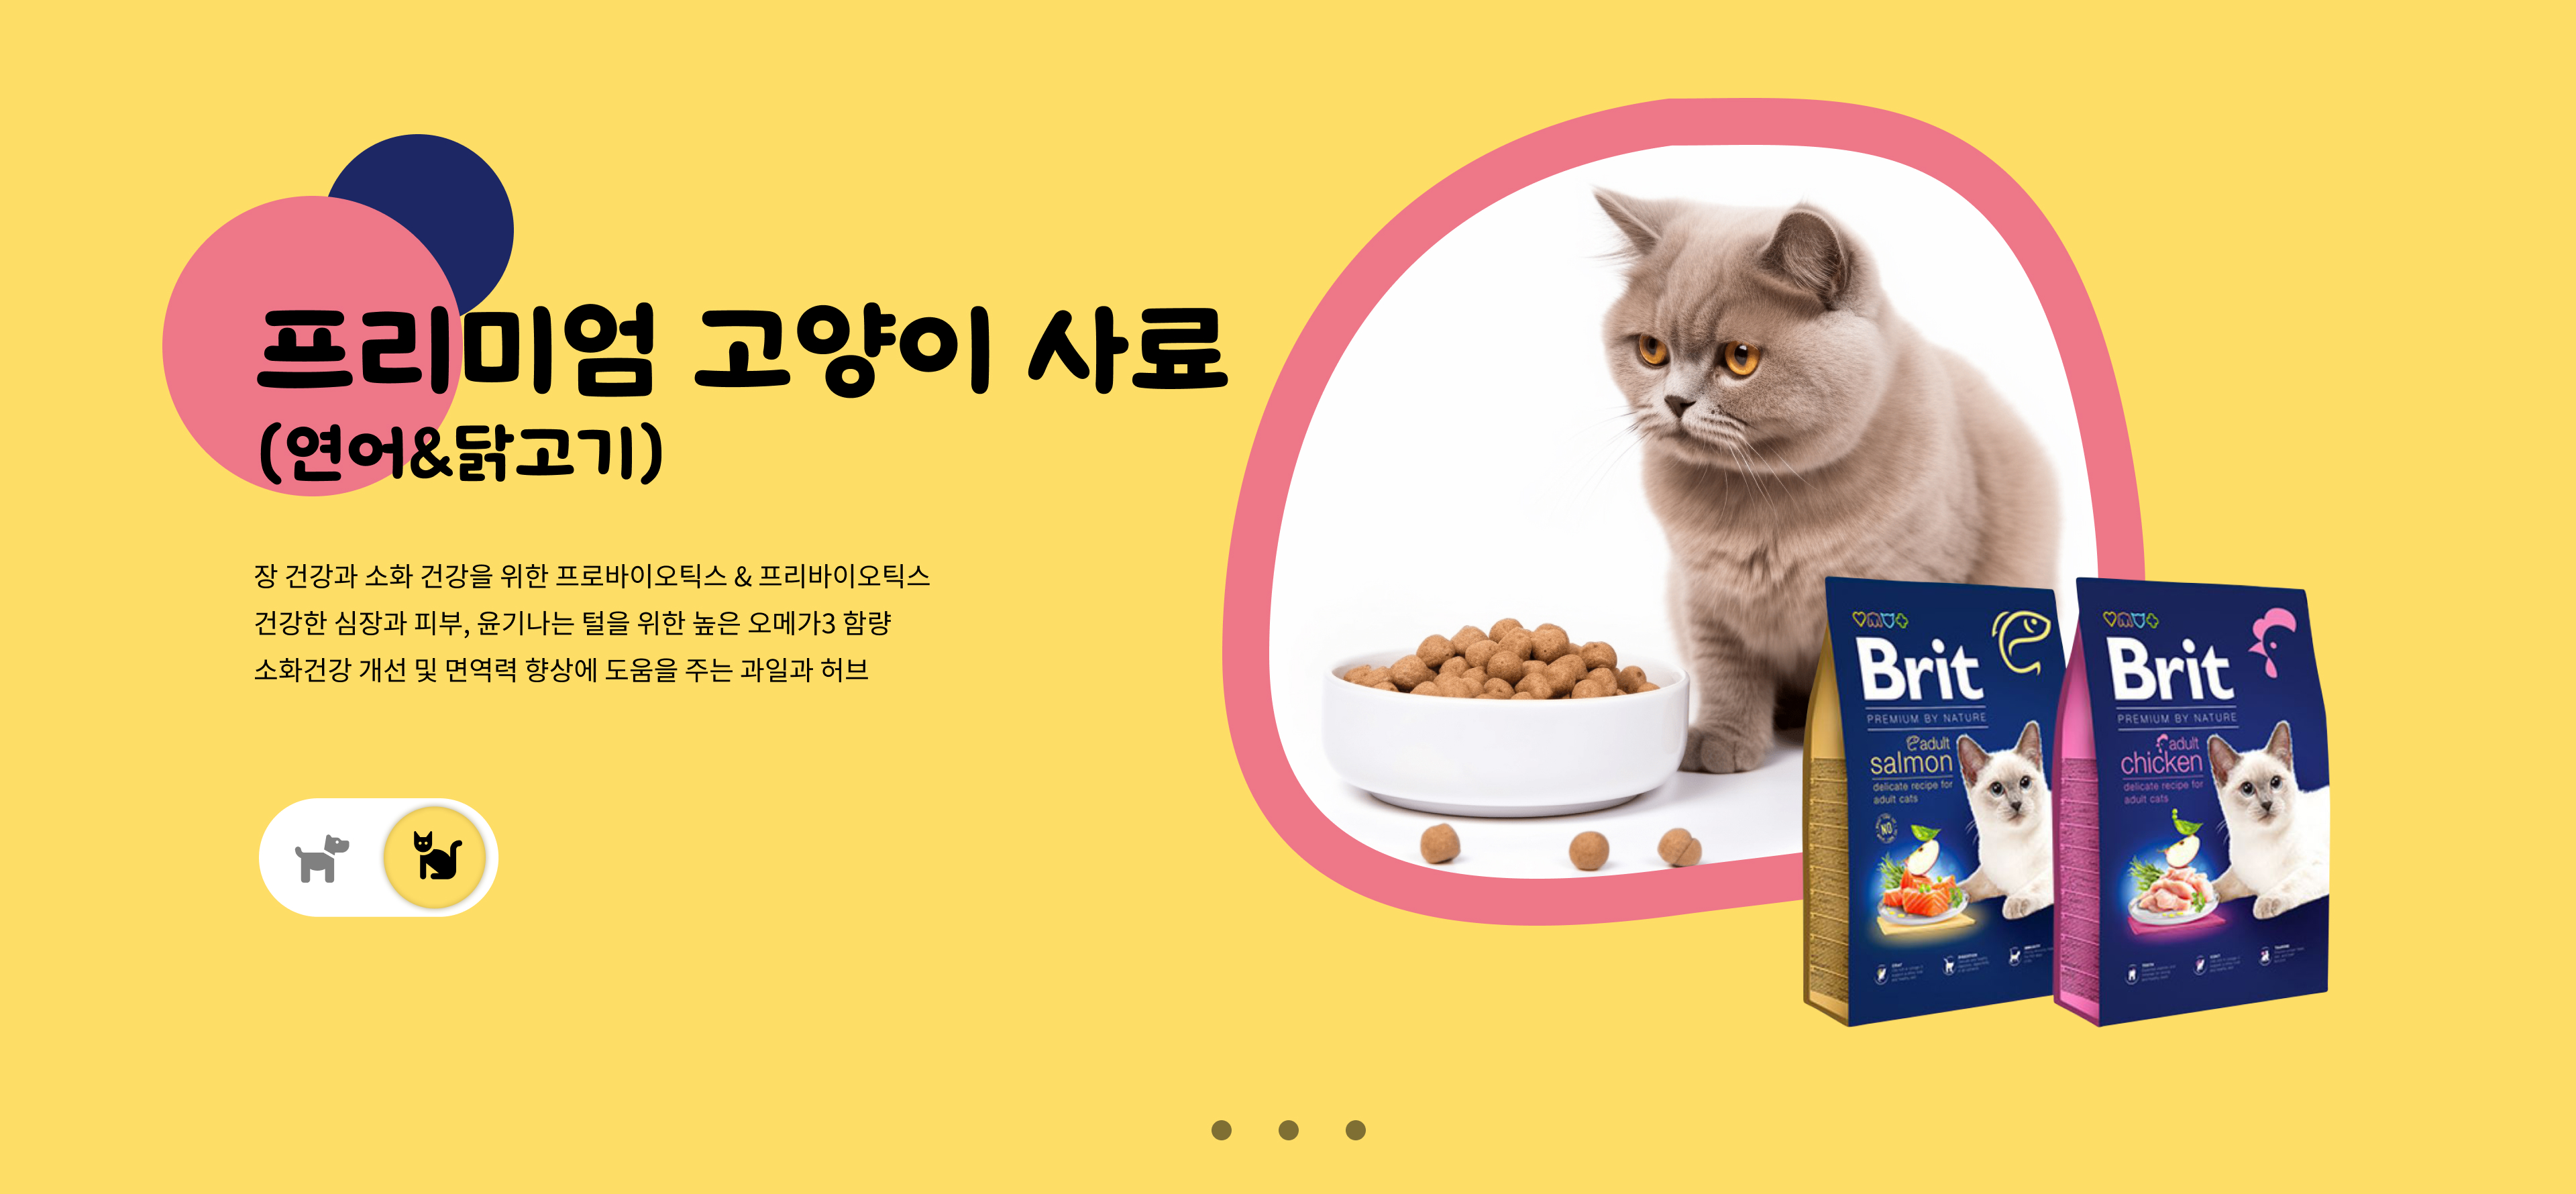 프리미엄 고양이 사료
(연어&닭고기)
장 건강과 소화 건강을 위한 프로바이오틱스 & 프리바이오틱스
건강한 심장과 피부, 윤기나는 털을 위한 높은 오메가3 함량
소화건강 개선 및 면역력 향상에 도움을 주는 과일과 허브
Brit
PREMIUM BY NATURE
adult
salmon
delicate recipe for
adult cats
NO
Brit
PREMIUM BY NATURE
adult
chicken
delicate recipe for
adult cats